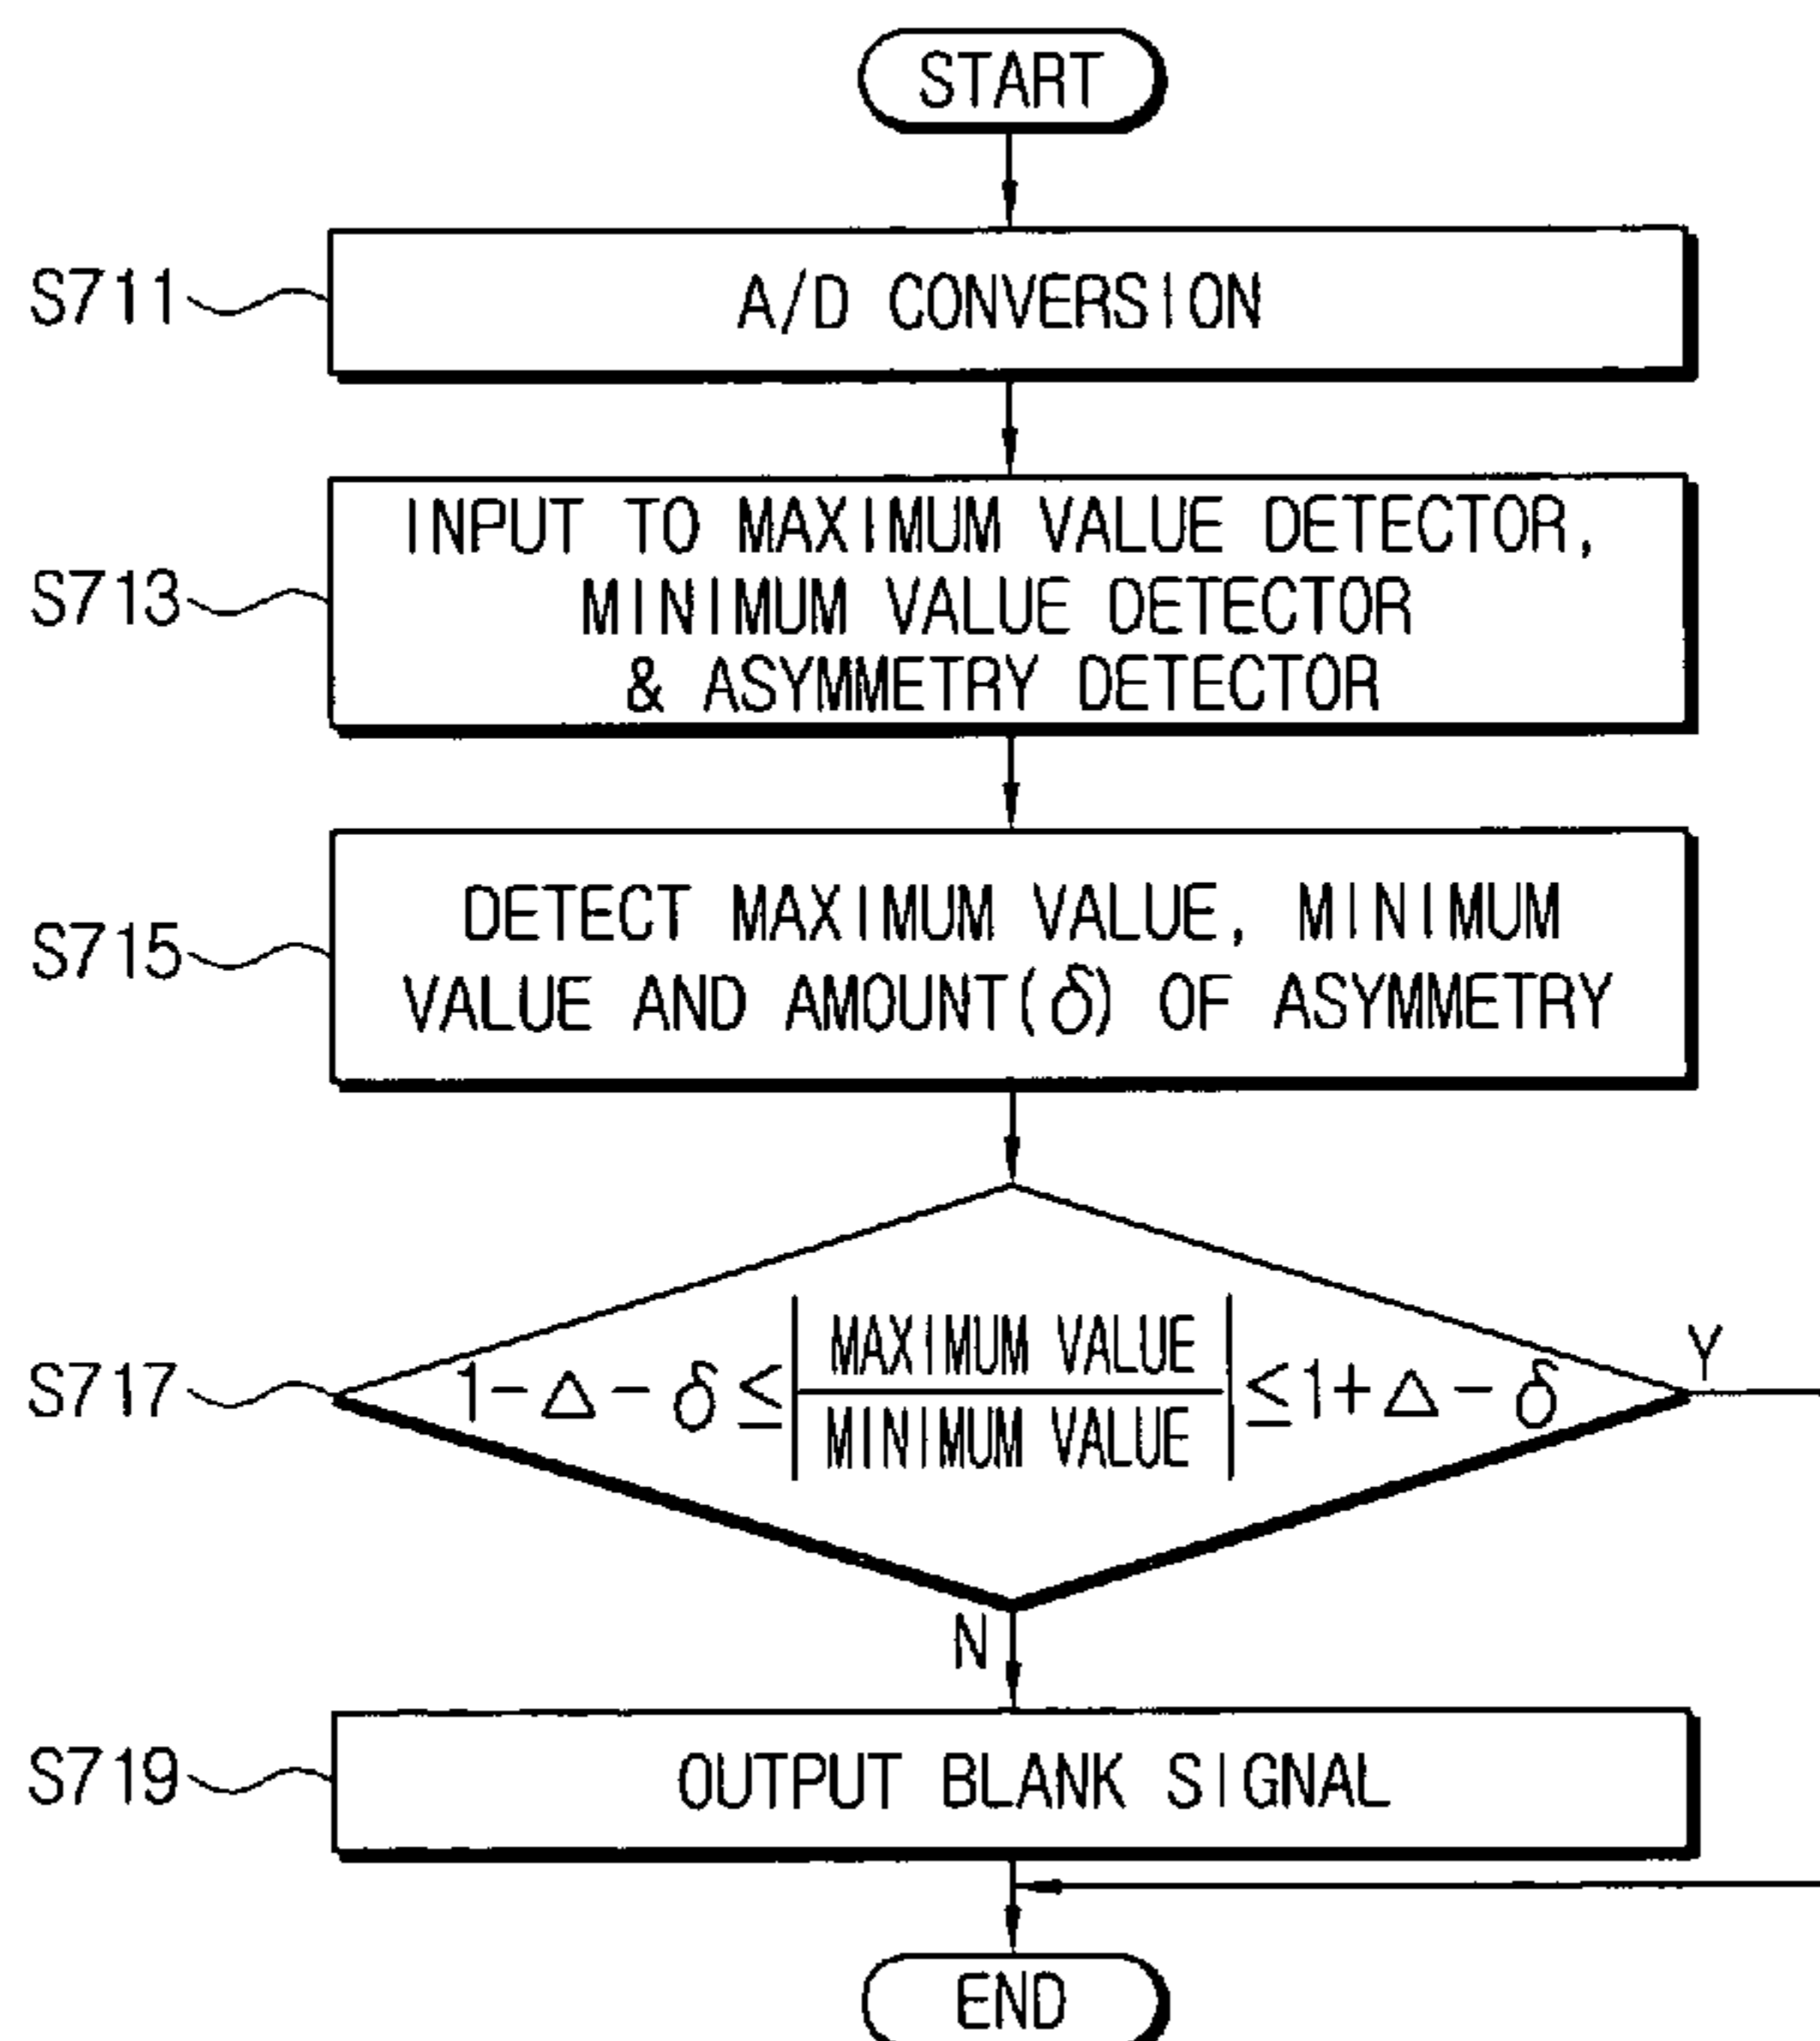 START
S711
A/D CONVERSION
S713
INPUT TO MAXIMUM VALUE DETECTOR,
MINIMUM VALUE DETECTOR
& ASYMMETRY DETECTOR
S715
DETECT MAXIMUM VALUE, MINIMUM
VALUE AND AMOUNT(δ) OF ASYMMETRY
S717
1-Δ-δ≤|MAXIMUM VALUE/MINIMUM VALUE|≤1+Δ-δ
Y
N
S719
OUTPUT BLANK SIGNAL
END